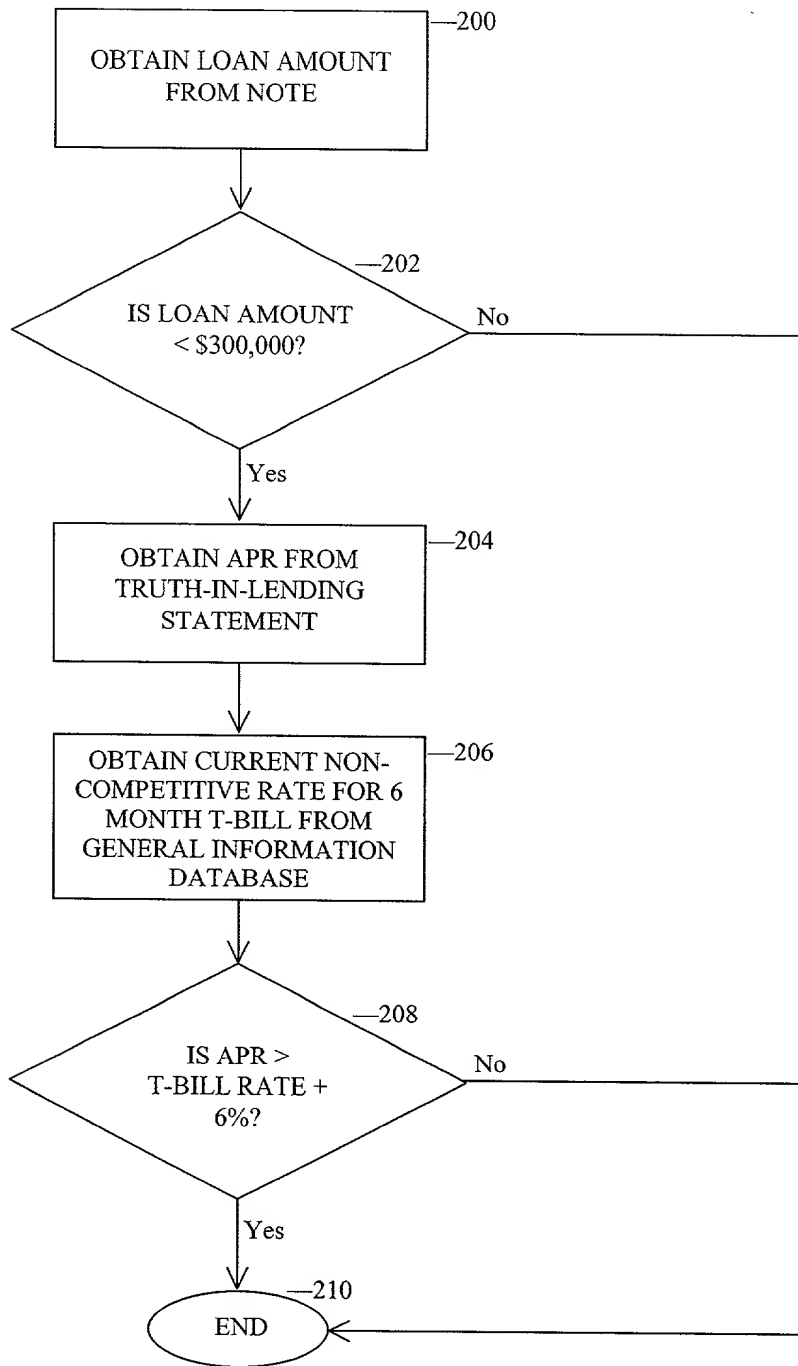 —200
OBTAIN LOAN AMOUNT
FROM NOTE
—202
IS LOAN AMOUNT
< $300,000?
No
Yes
—204
OBTAIN APR FROM
TRUTH-IN-LENDING
STATEMENT
—206
OBTAIN CURRENT NON-
COMPETITIVE RATE FOR 6
MONTH T-BILL FROM
GENERAL INFORMATION
DATABASE
—208
IS APR >
T-BILL RATE +
6%?
No
Yes
—210
END